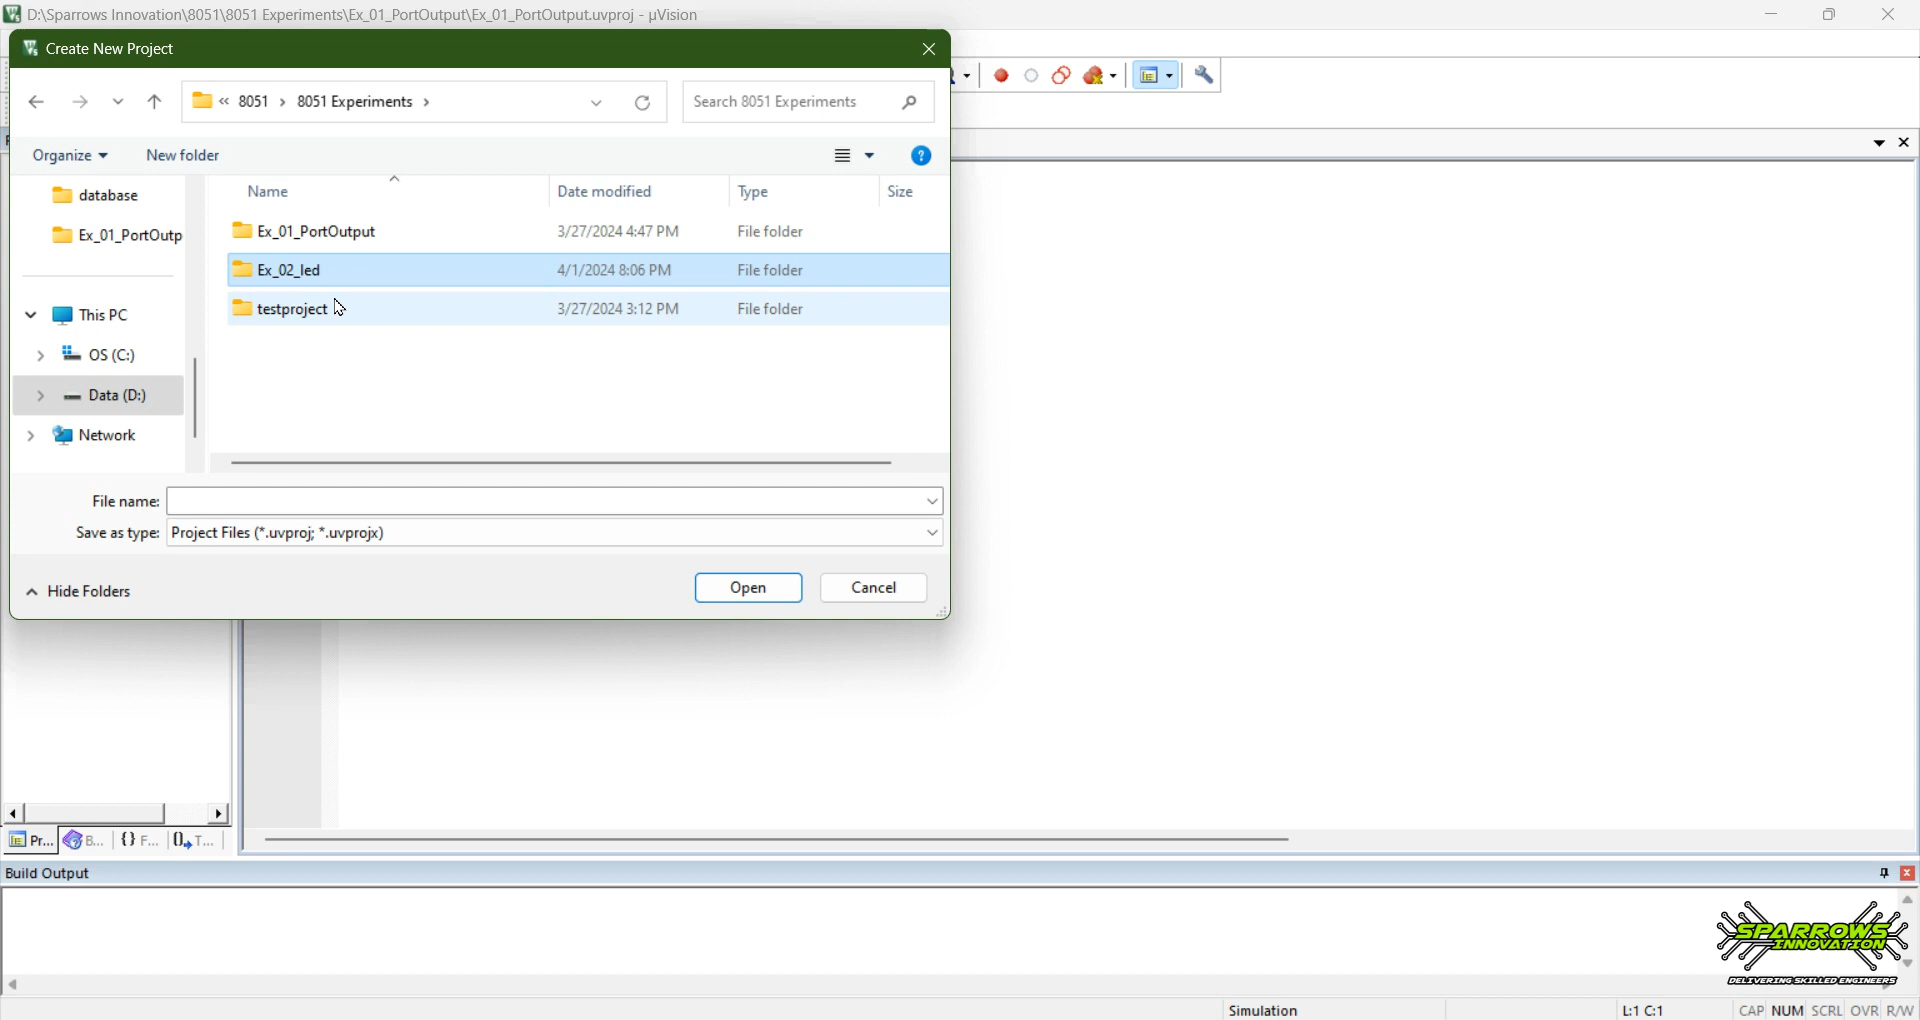 D:\Sparrows Innovation\8051\8051 Experiments\Ex_01_PortOutput\Ex_01_PortOutput.uvproj - µVision
Create New Project
« 8051 › 8051 Experiments ›
Search 8051 Experiments
Organize
New folder
Name Date modified Type Size
database
Ex_01_PortOutp
This PC
OS (C:)
Data (D:)
Network
Ex_01_PortOutput 3/27/2024 4:47 PM File folder
Ex_02_led 4/1/2024 8:06 PM File folder
testproject 3/27/2024 3:12 PM File folder
File name:
Save as type: Project Files (*.uvproj; *.uvprojx)
Hide Folders
Open
Cancel
Pr... B... {} F... T...
Build Output
SPARROWS
INNOVATION
DELIVERING SKILLED ENGINEERS
Simulation L:1 C:1 CAP NUM SCRL OVR R/W